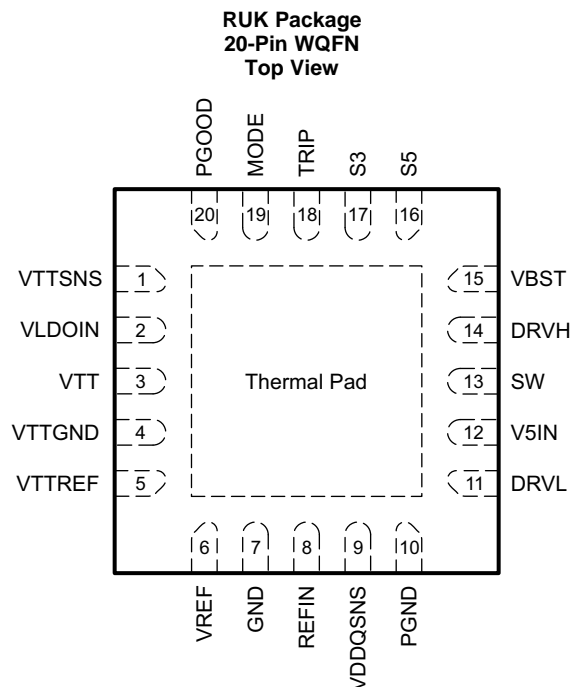 RUK Package
20-Pin WQFN
Top View
PGOOD
MODE
TRIP
S3
S5
20
19
18
17
16
VTTSNS 1
15 VBST
VLDOIN 2
14 DRVH
VTT 3
Thermal Pad
13 SW
VTTGND 4
12 V5IN
VTTREF 5
11 DRVL
6
7
8
9
10
VREF
GND
REFIN
VDDQSNS
PGND